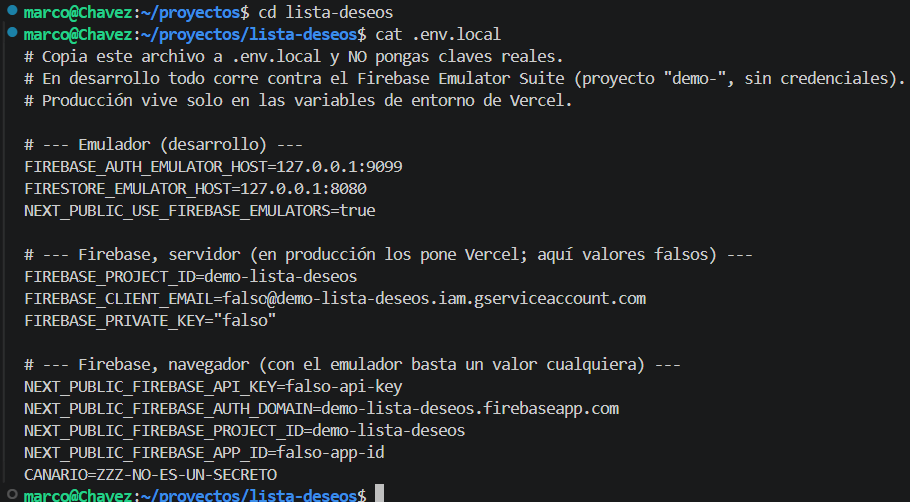 marco@Chavez:~/proyectos$ cd lista-deseos
marco@Chavez:~/proyectos/lista-deseos$ cat .env.local
# Copia este archivo a .env.local y NO pongas claves reales.
# En desarrollo todo corre contra el Firebase Emulator Suite (proyecto "demo-", sin credenciales).
# Producción vive solo en las variables de entorno de Vercel.

# --- Emulador (desarrollo) ---
FIREBASE_AUTH_EMULATOR_HOST=127.0.0.1:9099
FIRESTORE_EMULATOR_HOST=127.0.0.1:8080
NEXT_PUBLIC_USE_FIREBASE_EMULATORS=true

# --- Firebase, servidor (en producción los pone Vercel; aquí valores falsos) ---
FIREBASE_PROJECT_ID=demo-lista-deseos
FIREBASE_CLIENT_EMAIL=falso@demo-lista-deseos.iam.gserviceaccount.com
FIREBASE_PRIVATE_KEY="falso"

# --- Firebase, navegador (con el emulador basta un valor cualquiera) ---
NEXT_PUBLIC_FIREBASE_API_KEY=falso-api-key
NEXT_PUBLIC_FIREBASE_AUTH_DOMAIN=demo-lista-deseos.firebaseapp.com
NEXT_PUBLIC_FIREBASE_PROJECT_ID=demo-lista-deseos
NEXT_PUBLIC_FIREBASE_APP_ID=falso-app-id
CANARIO=ZZZ-NO-ES-UN-SECRETO
marco@Chavez:~/proyectos/lista-deseos$